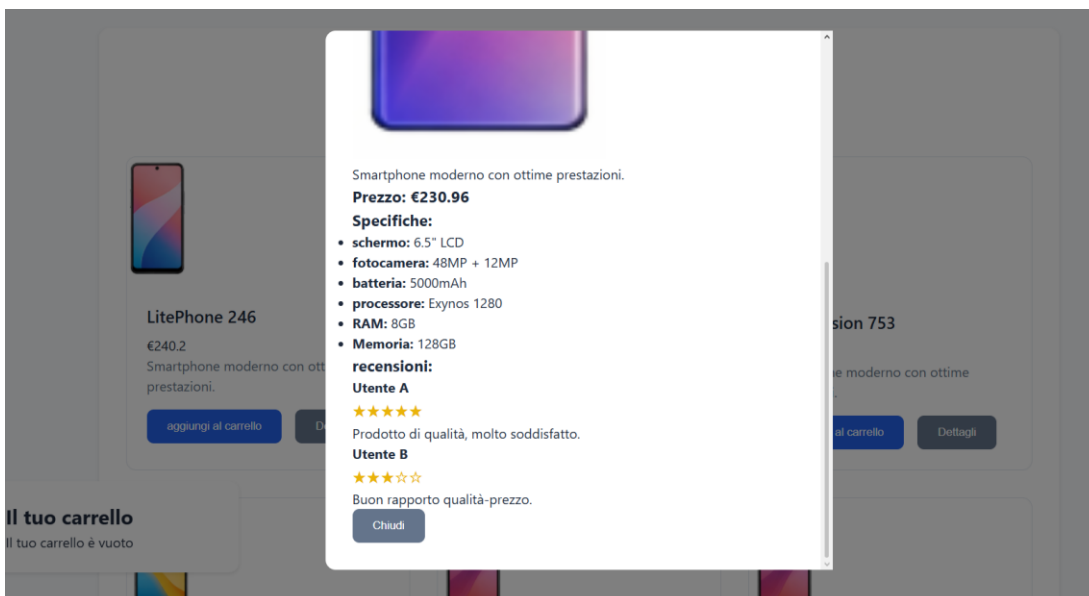 Smartphone moderno con ottime prestazioni.
Prezzo: €230.96
Specifiche:
schermo: 6.5" LCD
fotocamera: 48MP + 12MP
batteria: 5000mAh
processore: Exynos 1280
RAM: 8GB
Memoria: 128GB
recensioni:
Utente A
★★★★★
Prodotto di qualità, molto soddisfatto.
Utente B
★★★☆☆
Buon rapporto qualità-prezzo.
Chiudi
LitePhone 246
€240.2
Smartphone moderno con ott
prestazioni.
aggiungi al carrello
D
sion 753
e moderno con ottime
al carrello
Dettagli
Il tuo carrello
Il tuo carrello è vuoto